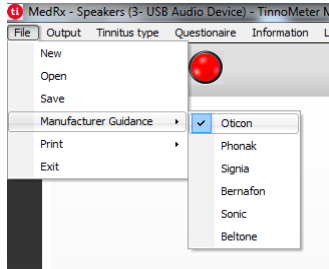 ti MedRx - Speakers (3- USB Audio Device) - TinnoMeter
File Output Tinnitus type Questionaire Information
New
Open
Save
Manufacturer Guidance
Oticon
Print
Phonak
Exit
Signia
Bernafon
Sonic
Beltone